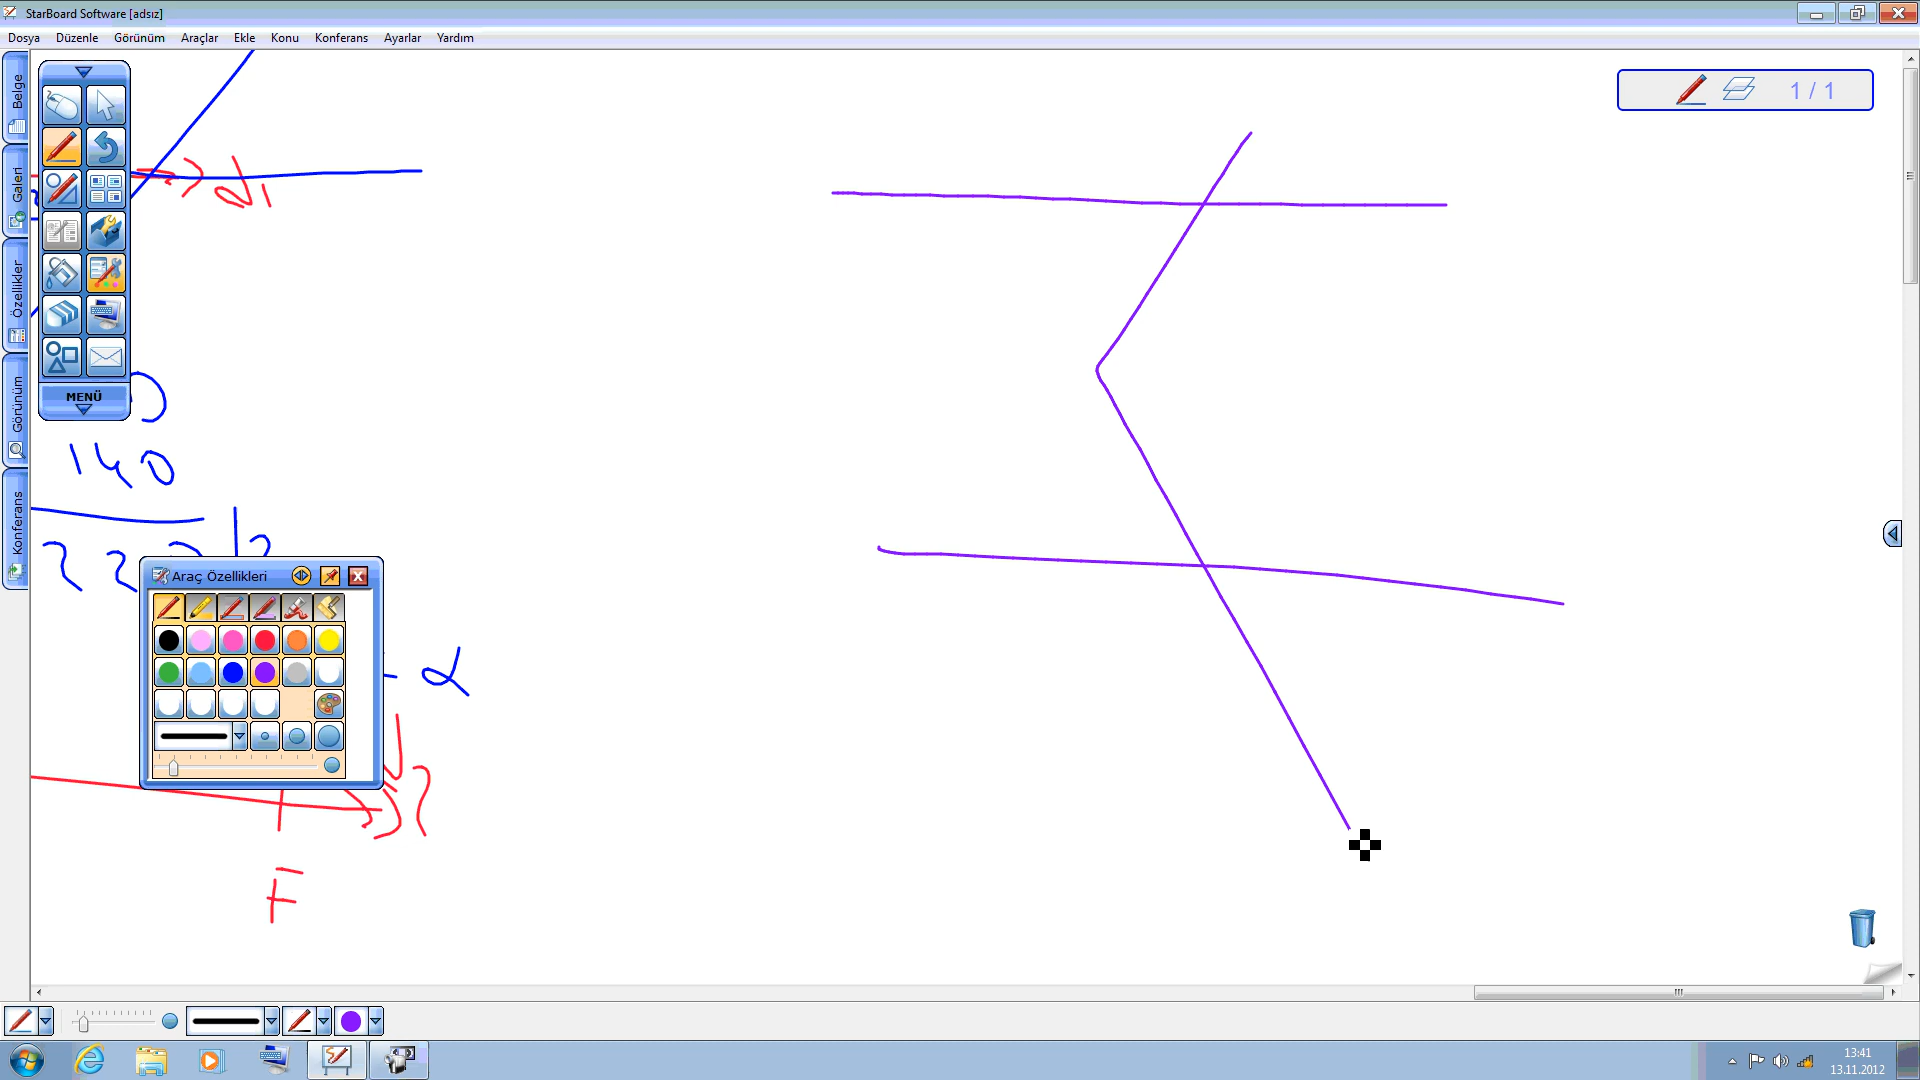 StarBoard Software [adsız]
Dosya Düzenle Görünüm Araçlar Ekle Konu Konferans Ayarlar Yardım
Belge
Galeri
Özellikler
Görünüm
Konferans
1 / 1
d1
MENÜ
140
Araç Özellikleri
α
F
13:41
13.11.2012